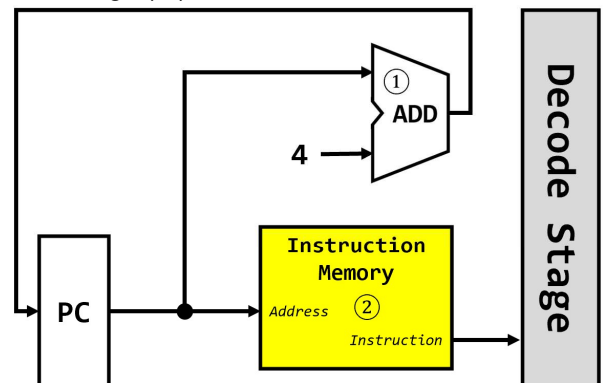 ①
ADD
4
Decode Stage
Instruction
Memory
PC
Address
②
Instruction